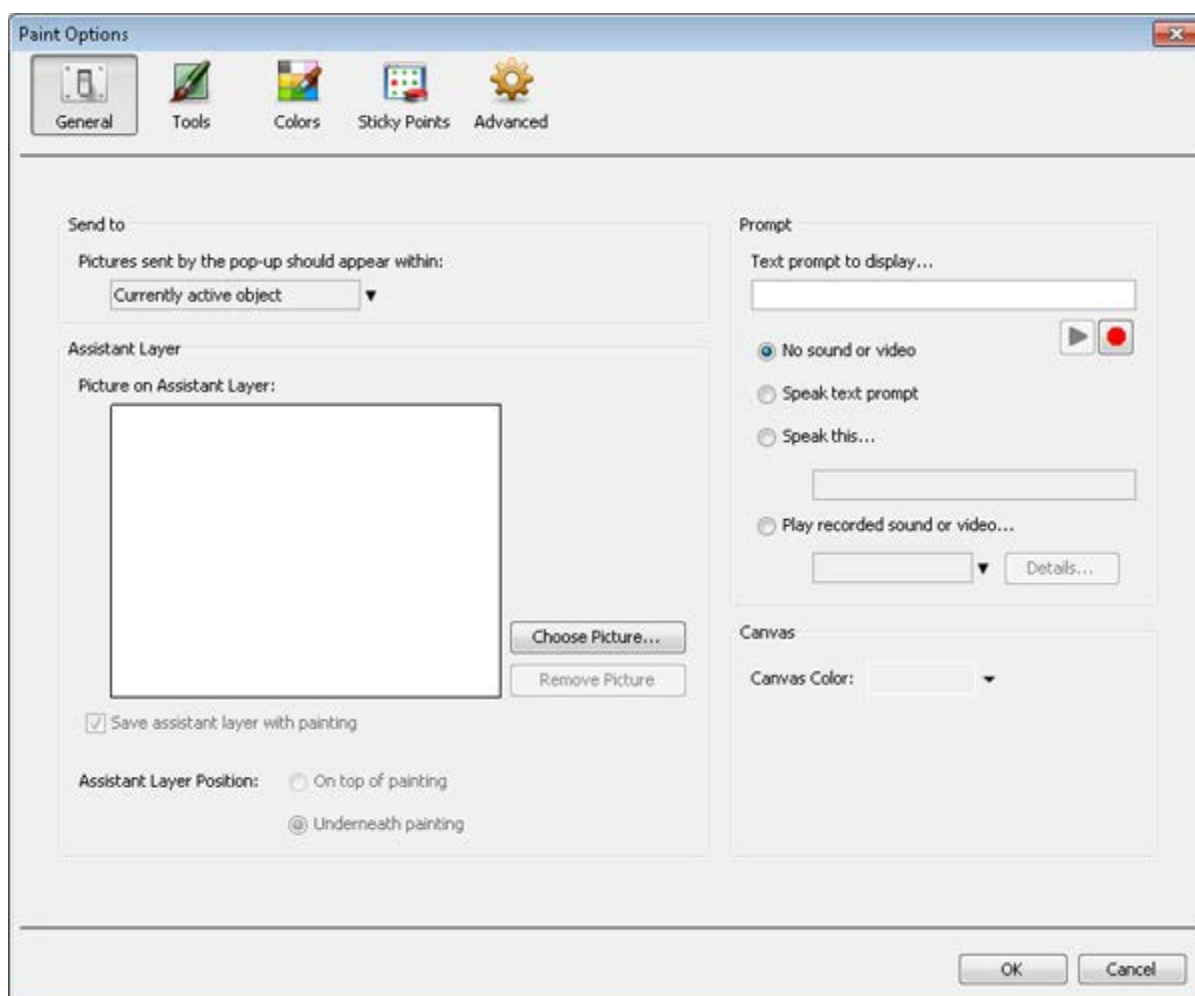 Paint Options
General
Tools
Colors
Sticky Points
Advanced
Send to
Pictures sent by the pop-up should appear within:
Currently active object
Assistant Layer
Picture on Assistant Layer:
Choose Picture...
Remove Picture
Save assistant layer with painting
Assistant Layer Position:
On top of painting
Underneath painting
Prompt
Text prompt to display...
No sound or video
Speak text prompt
Speak this...
Play recorded sound or video...
Details...
Canvas
Canvas Color:
OK
Cancel